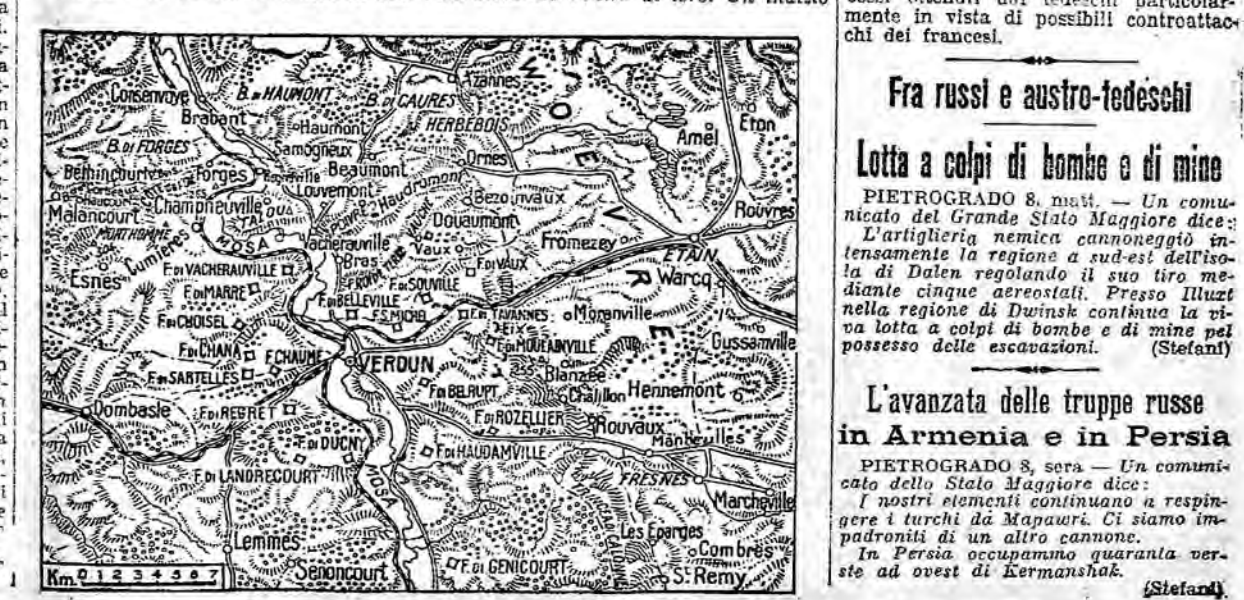 mente in vista di possibili controattac-
chi dei francesi.
Fra russi e austro-tedeschi
Lotta a colpi di bombe e di mine
PIETROGRADO 8, matt. — Un comu-
nicato del Grande Stato Maggiore dice:
L'artiglieria nemica cannoneggiò in-
tensamente la regione a sud-est dell'iso-
la di Dalen regolando il suo tiro me-
diante cinque aereostati. Presso Illuxt
nella regione di Dwinsk continua la vi-
va lotta a colpi di bombe e di mine pel
possesso delle escavazioni. (Stefani)
L'avanzata delle truppe russe
in Armenia e in Persia
PIETROGRADO 8, sera — Un comuni-
cato dello Stato Maggiore dice:
I nostri elementi continuano a respin-
gere i turchi da Mapawri. Ci siamo im-
padroniti di un altro cannone.
In Persia occupammo quaranta ver-
ste ad ovest di Kermanshak.
(Stefani)
Azannes
Consenvoye
B. di HAUMONT
B. di CAURES
Brabant
HERBEBOIS
Haumont
Samogneux
Amel
Eton
B. DI FORGES
Beaumont
Ornes
Forges
Louvemont
Haudromont
Bezonvaux
Malancourt
Champneuville
TALOU
POIVRE
Douaumont
Rouvres
MORTHOMME
MOSA
Vacherauville
Vaux
Fromezey
ETAIN
Cumières
Bras
Esnes
F. DI VACHERAUVILLE
F. DI VAUX
Warcq
F. DI MARRE
F. DI SOUVILLE
F. DI BELLEVILLE
F. DI CHOISEL
F. S. MICHEL
F. DI TAVANNES
Moranville
Eix
F. DI CHANA
F. CHAUME
F. DI MOULAINVILLE
Gussainville
VERDUN
F. DI SARTELLES
Blanzée
F. DI BELRUPT
Châtillon
Hennemont
Dombasle
F. DI REGRET
F. DI ROZELLIER
Rouvaux
Manheulles
F. DI DUGNY
F. DI HAUDAMVILLE
F. DI LANDRECOURT
MOSA
FRESNES
Marcheville
Les Eparges
Lemmes
Combres
Senoncourt
F. DI GENICOURT
St Remy
WOEVRE
Km. 0 1 2 3 4 5 6 7